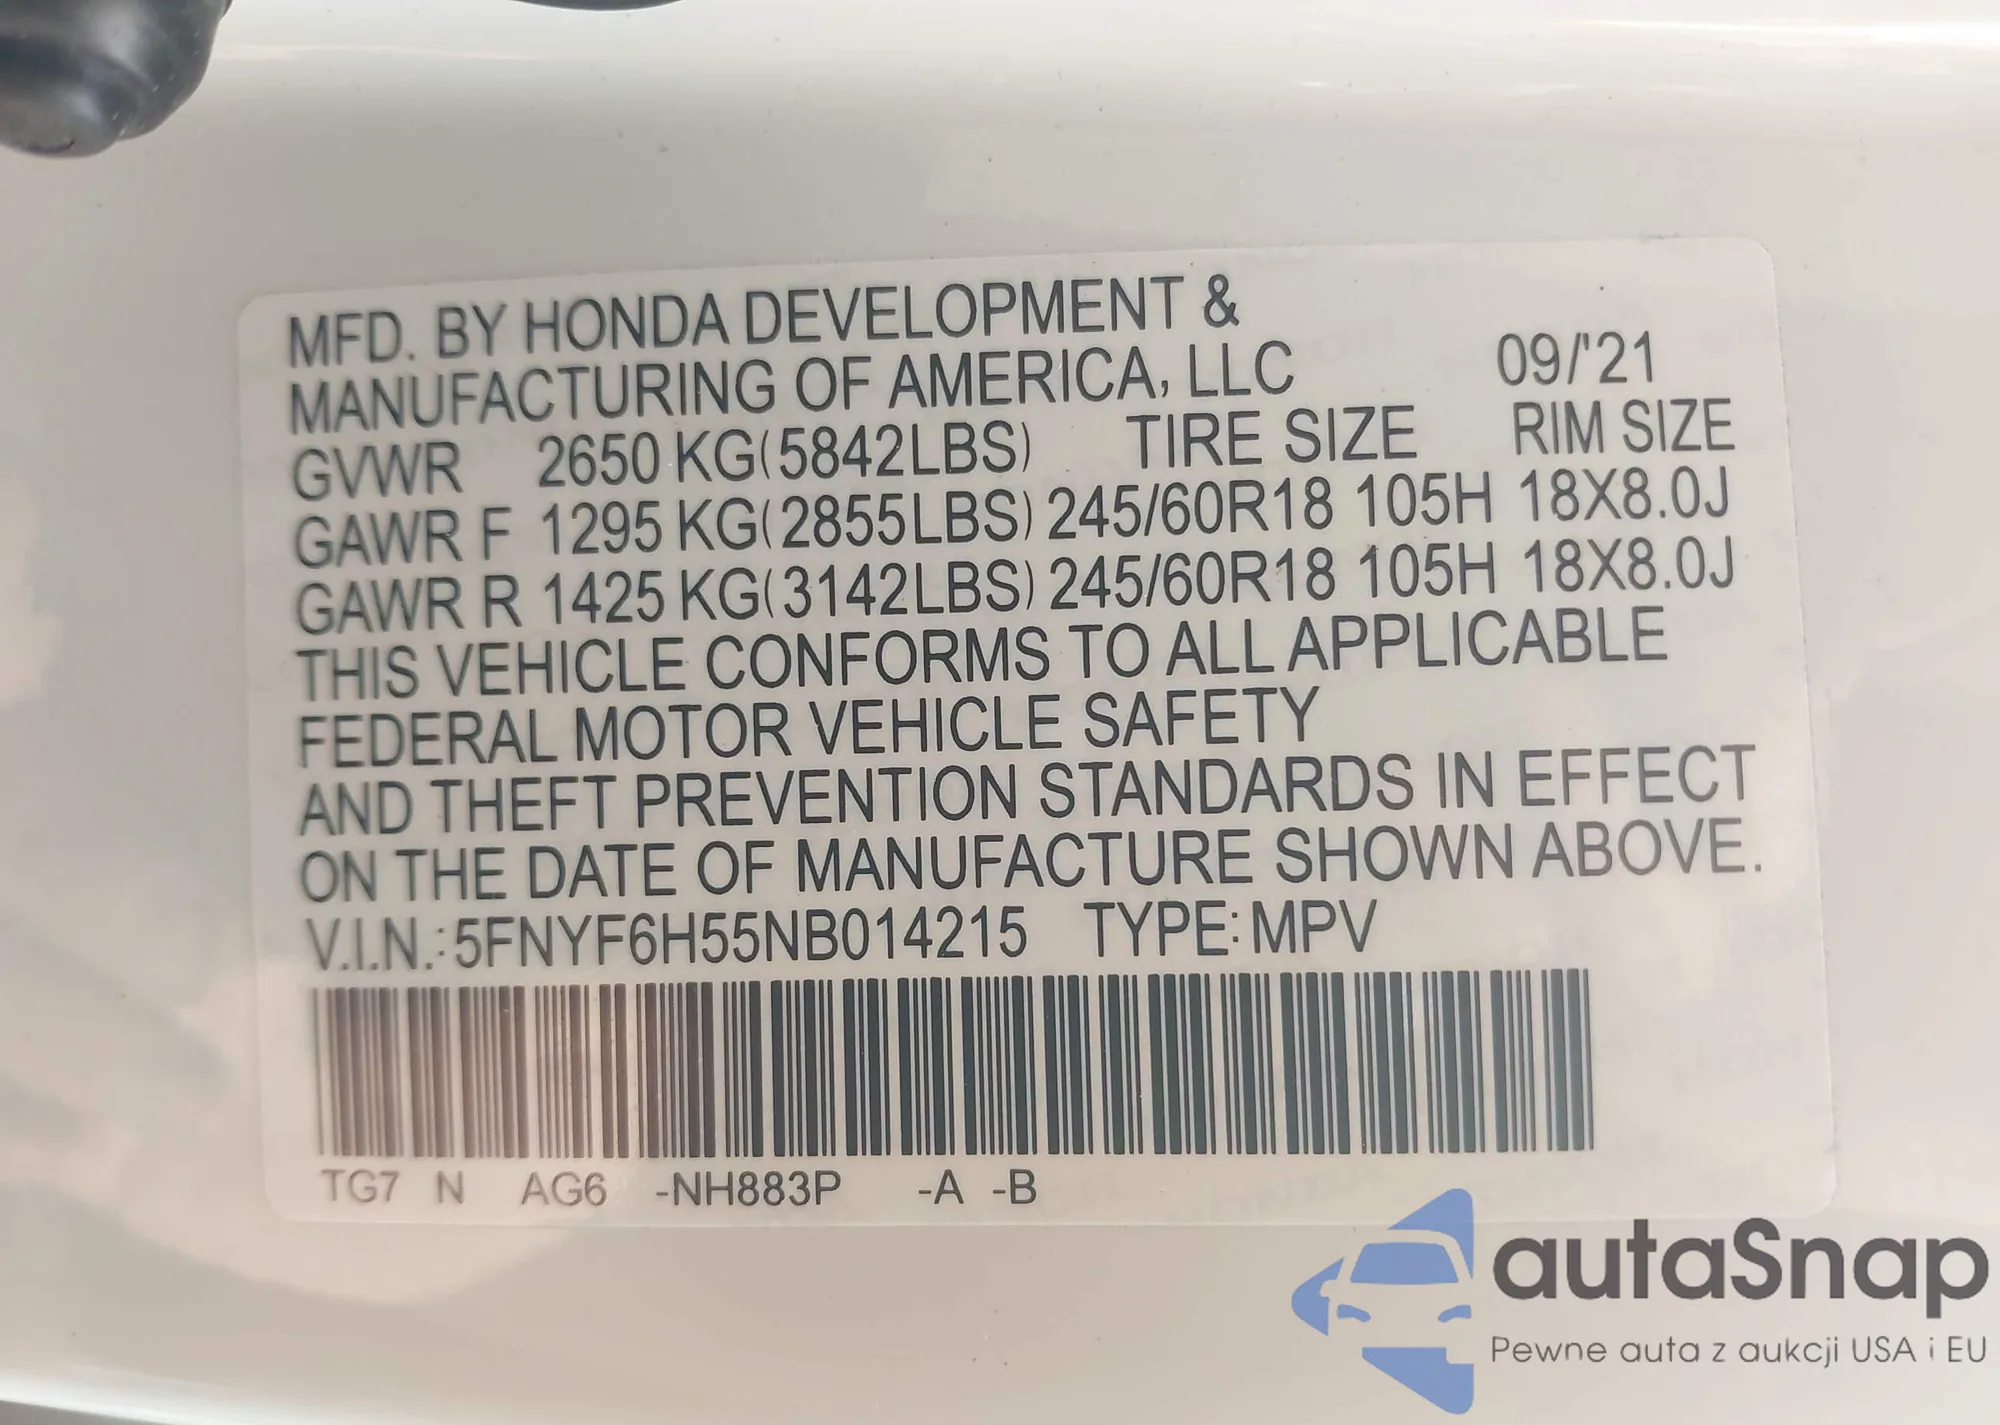 MFD. BY HONDA DEVELOPMENT &
MANUFACTURING OF AMERICA, LLC 09/'21
GVWR 2650 KG(5842LBS) TIRE SIZE RIM SIZE
GAWR F 1295 KG(2855LBS) 245/60R18 105H 18X8.0J
GAWR R 1425 KG(3142LBS) 245/60R18 105H 18X8.0J
THIS VEHICLE CONFORMS TO ALL APPLICABLE
FEDERAL MOTOR VEHICLE SAFETY
AND THEFT PREVENTION STANDARDS IN EFFECT
ON THE DATE OF MANUFACTURE SHOWN ABOVE.
V.I.N.:5FNYF6H55NB014215 TYPE:MPV
TG7 N AG6 -NH883P -A -B
autaSnap
Pewne auta z aukcji USA i EU